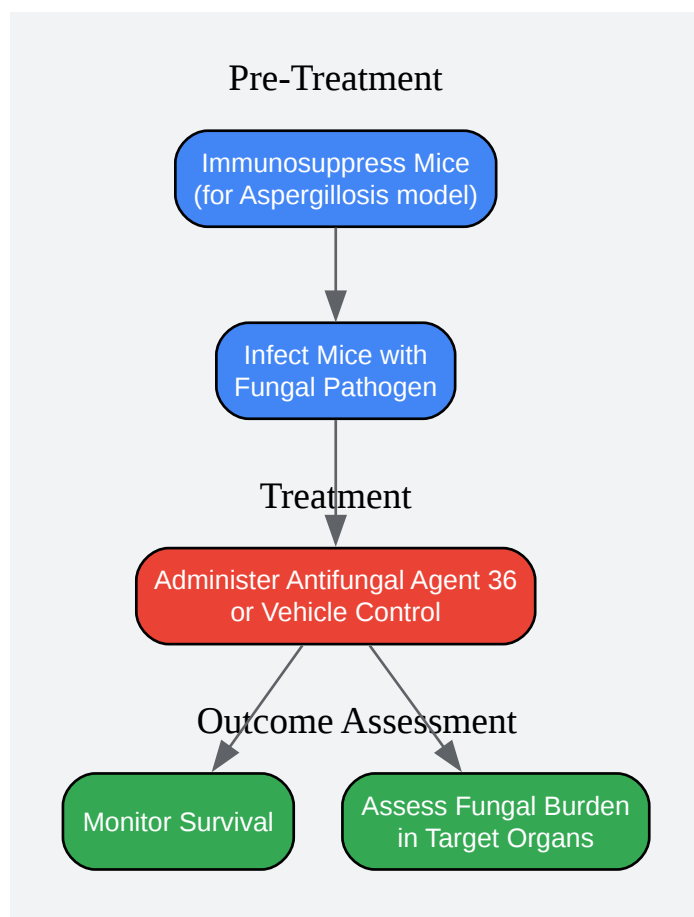 Pre-Treatment
Immunosuppress Mice
(for Aspergillosis model)
Infect Mice with
Fungal Pathogen
Treatment
Administer Antifungal Agent 36
or Vehicle Control
Outcome Assessment
Monitor Survival
Assess Fungal Burden
in Target Organs